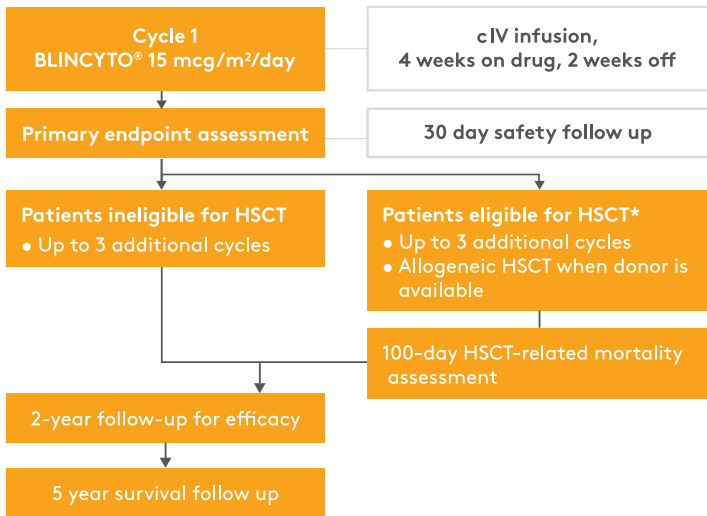 Cycle 1
BLINCYTO® 15 mcg/m²/day
cIV infusion,
4 weeks on drug, 2 weeks off
Primary endpoint assessment
30 day safety follow up
Patients ineligible for HSCT
• Up to 3 additional cycles
Patients eligible for HSCT*
• Up to 3 additional cycles
• Allogeneic HSCT when donor is
available
100-day HSCT-related mortality
assessment
2-year follow-up for efficacy
5 year survival follow up